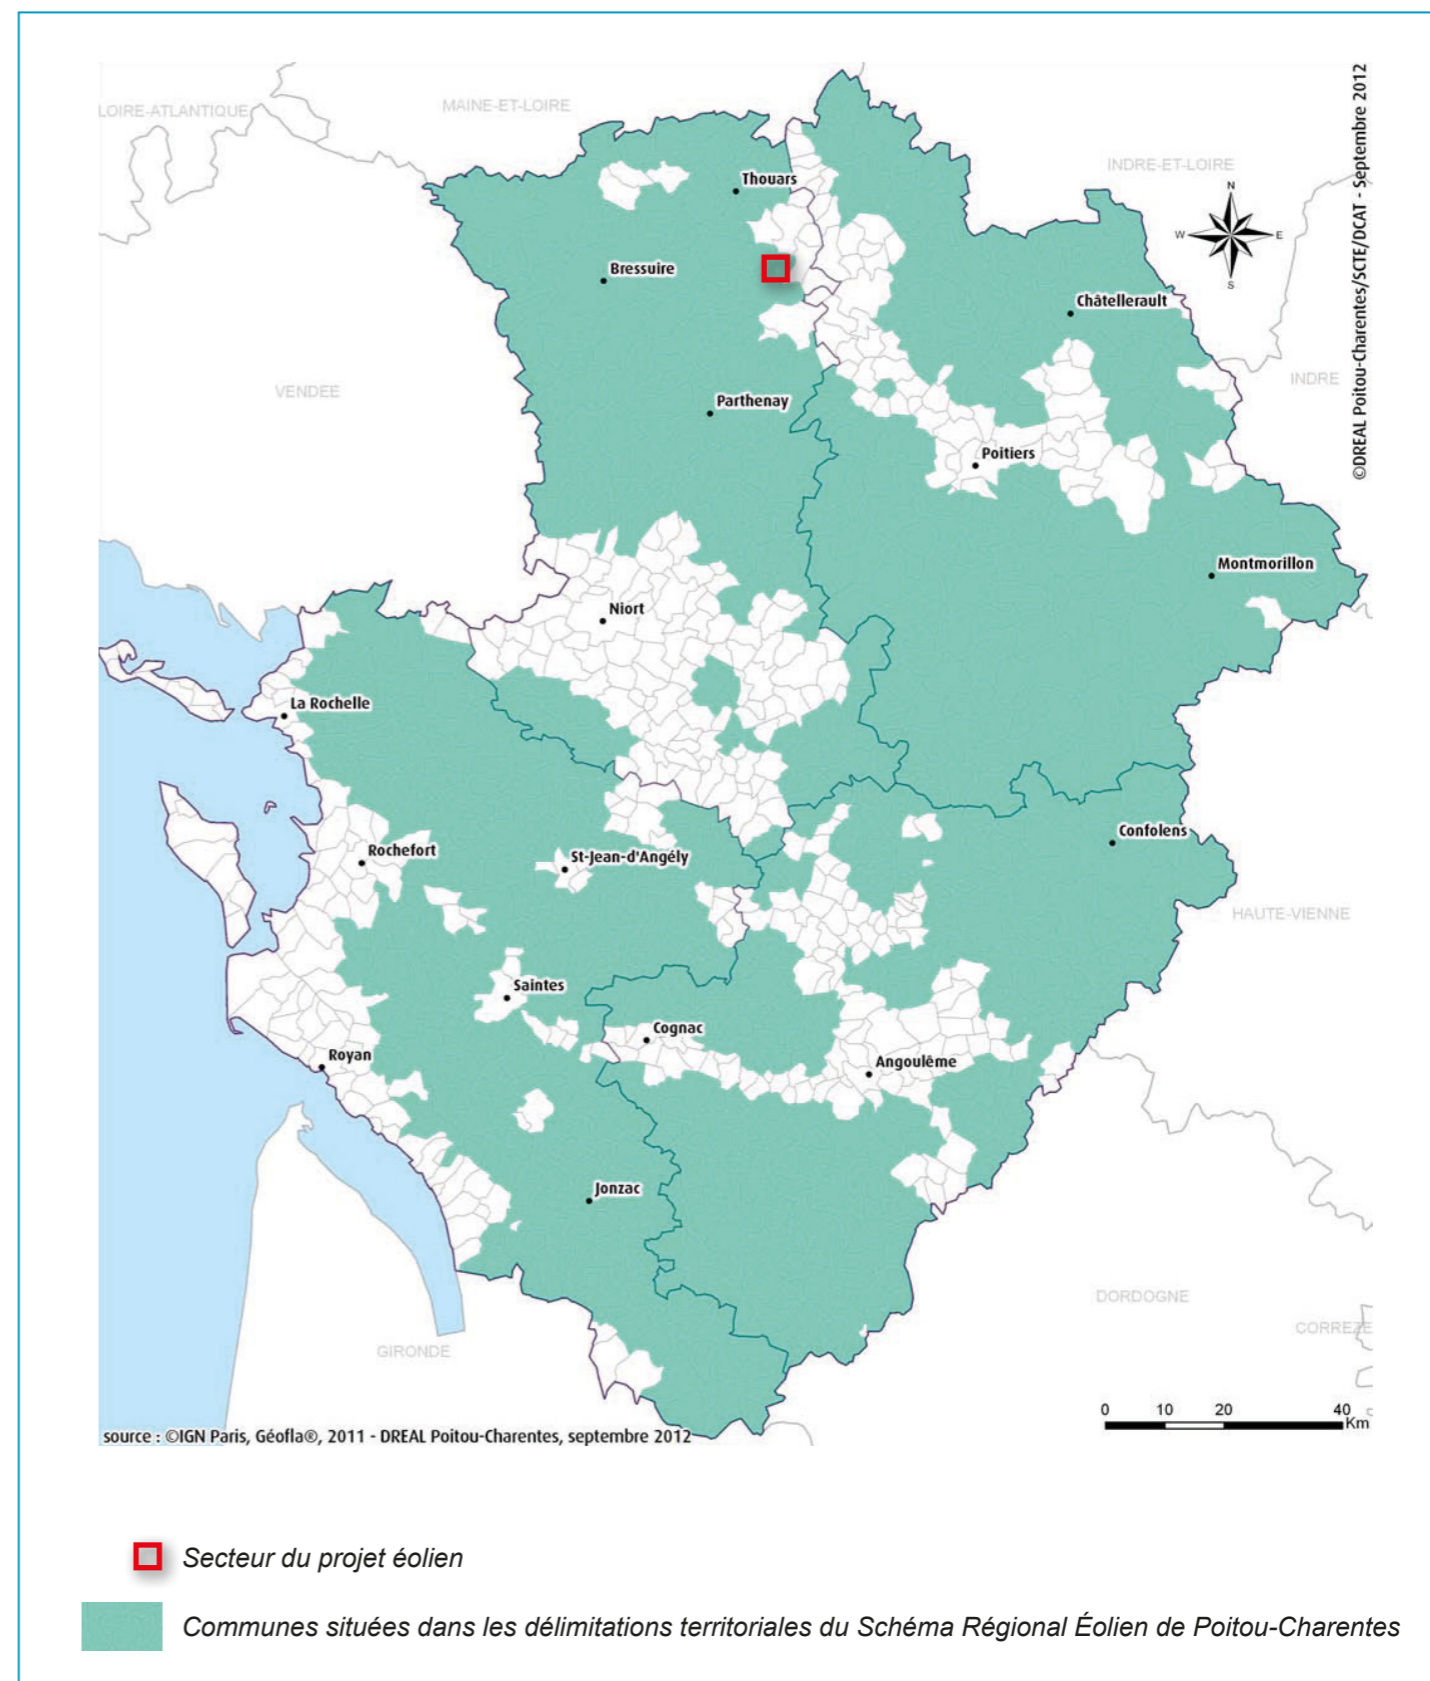 LOIRE-ATLANTIQUE
MAINE-ET-LOIRE
INDRE-ET-LOIRE
©DREAL Poitou-Charentes/SCTE/DCAT - Septembre 2012
Thouars
N
W
E
S
Bressuire
Châtellerault
INDRE
VENDÉE
Parthenay
Poitiers
Montmorillon
Niort
La Rochelle
Confolens
Rochefort
St-Jean-d'Angély
HAUTE-VIENNE
Saintes
Cognac
Royan
Angoulême
Jonzac
DORDOGNE
CORRÈZE
GIRONDE
0 10 20 40
Km
source : ©IGN Paris, Géofla®, 2011 - DREAL Poitou-Charentes, septembre 2012
Secteur du projet éolien
Communes situées dans les délimitations territoriales du Schéma Régional Éolien de Poitou-Charentes